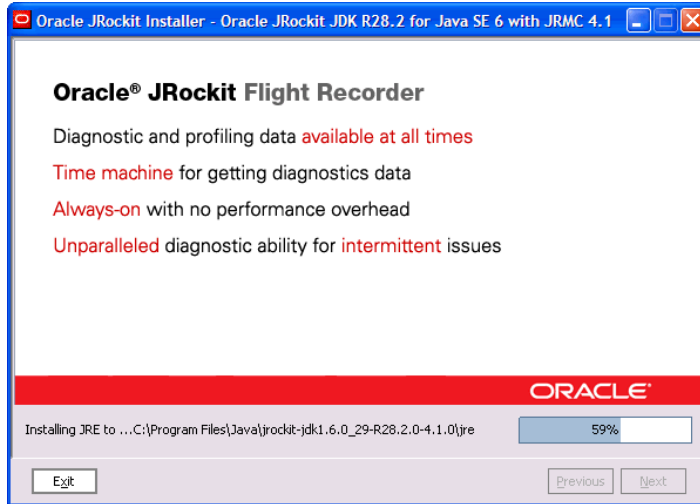 Oracle JRockit Installer - Oracle JRockit JDK R28.2 for Java SE 6 with JRMC 4.1
Oracle® JRockit Flight Recorder
Diagnostic and profiling data available at all times
Time machine for getting diagnostics data
Always-on with no performance overhead
Unparalleled diagnostic ability for intermittent issues
ORACLE®
Installing JRE to ...C:\Program Files\Java\jrockit-jdk1.6.0_29-R28.2.0-4.1.0\jre
59%
Exit
Previous
Next